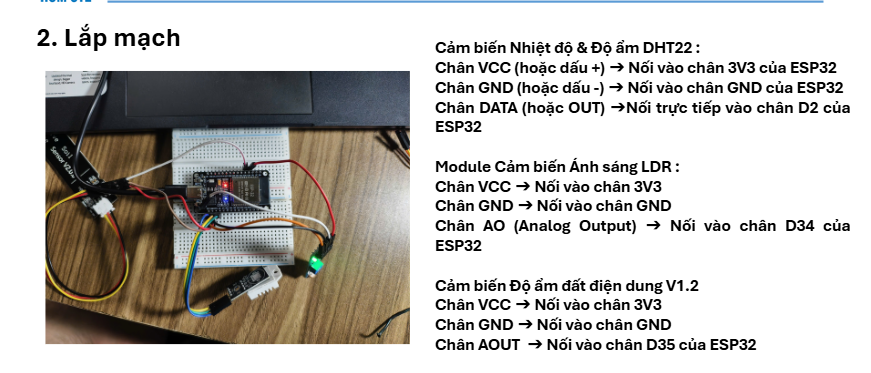 2. Lắp mạch
Cảm biến Nhiệt độ & Độ ẩm DHT22 :
Chân VCC (hoặc dấu +) → Nối vào chân 3V3 của ESP32
Chân GND (hoặc dấu -) → Nối vào chân GND của ESP32
Chân DATA (hoặc OUT) →Nối trực tiếp vào chân D2 của
ESP32
Module Cảm biến Ánh sáng LDR :
Chân VCC → Nối vào chân 3V3
Chân GND → Nối vào chân GND
Chân AO (Analog Output) → Nối vào chân D34 của
ESP32
Cảm biến Độ ẩm đất điện dung V1.2
Chân VCC → Nối vào chân 3V3
Chân GND → Nối vào chân GND
Chân AOUT → Nối vào chân D35 của ESP32